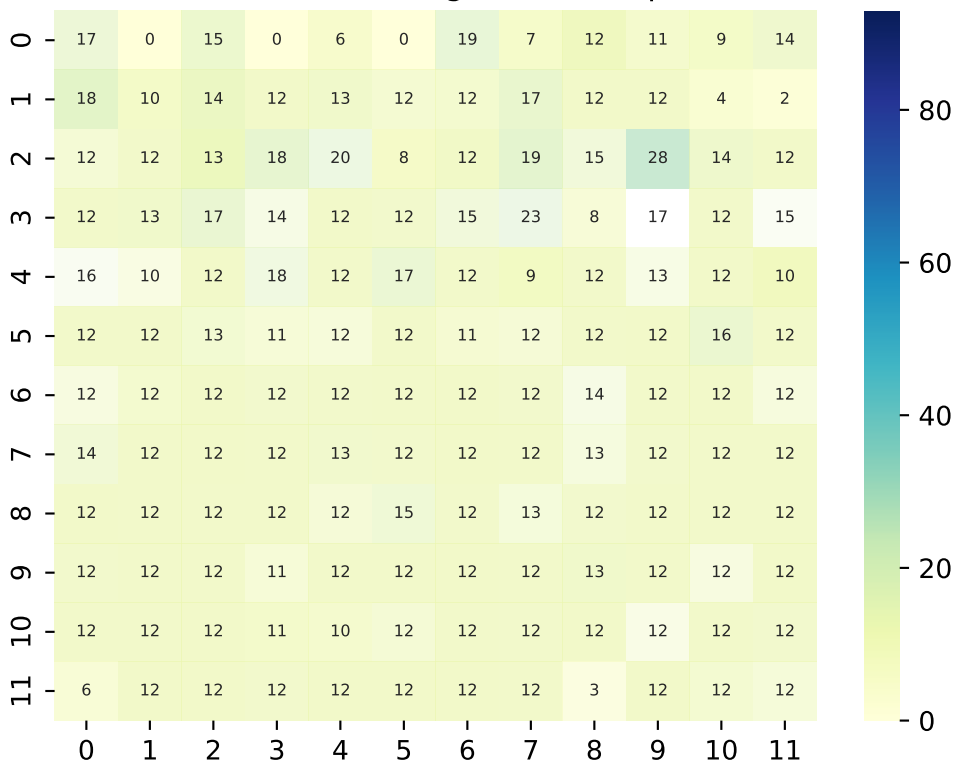 0 17 0 15 0 6 0 19 7 12 11 9 14
1 18 10 14 12 13 12 12 17 12 12 4 2
80
2 12 12 13 18 20 8 12 19 15 28 14 12
3 12 13 17 14 12 12 15 23 8 17 12 15
60
4 16 10 12 18 12 17 12 9 12 13 12 10
5 12 12 13 11 12 12 11 12 12 12 16 12
6 12 12 12 12 12 12 12 12 14 12 12 12
40
7 14 12 12 12 13 12 12 12 13 12 12 12
8 12 12 12 12 12 15 12 13 12 12 12 12
9 12 12 12 11 12 12 12 12 13 12 12 12
20
10 12 12 12 11 10 12 12 12 12 12 12 12
11 6 12 12 12 12 12 12 12 3 12 12 12
0
0 1 2 3 4 5 6 7 8 9 10 11